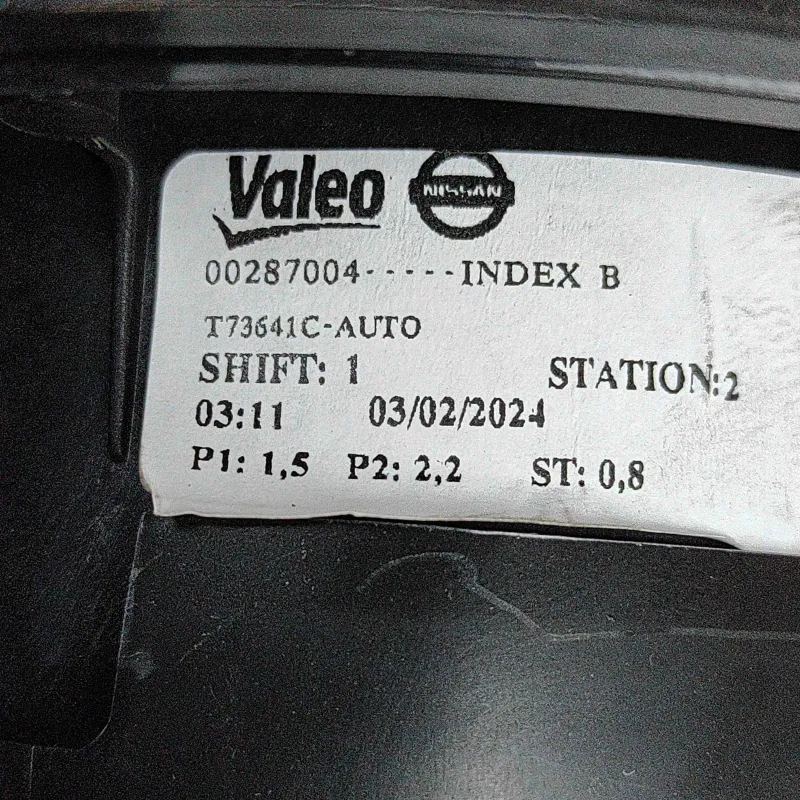 Valeo NISSAN
00287004-----INDEX B
T73641C-AUTO
SHIFT: 1 STATION:2
03:11 03/02/2024
P1: 1,5 P2: 2,2 ST: 0,8